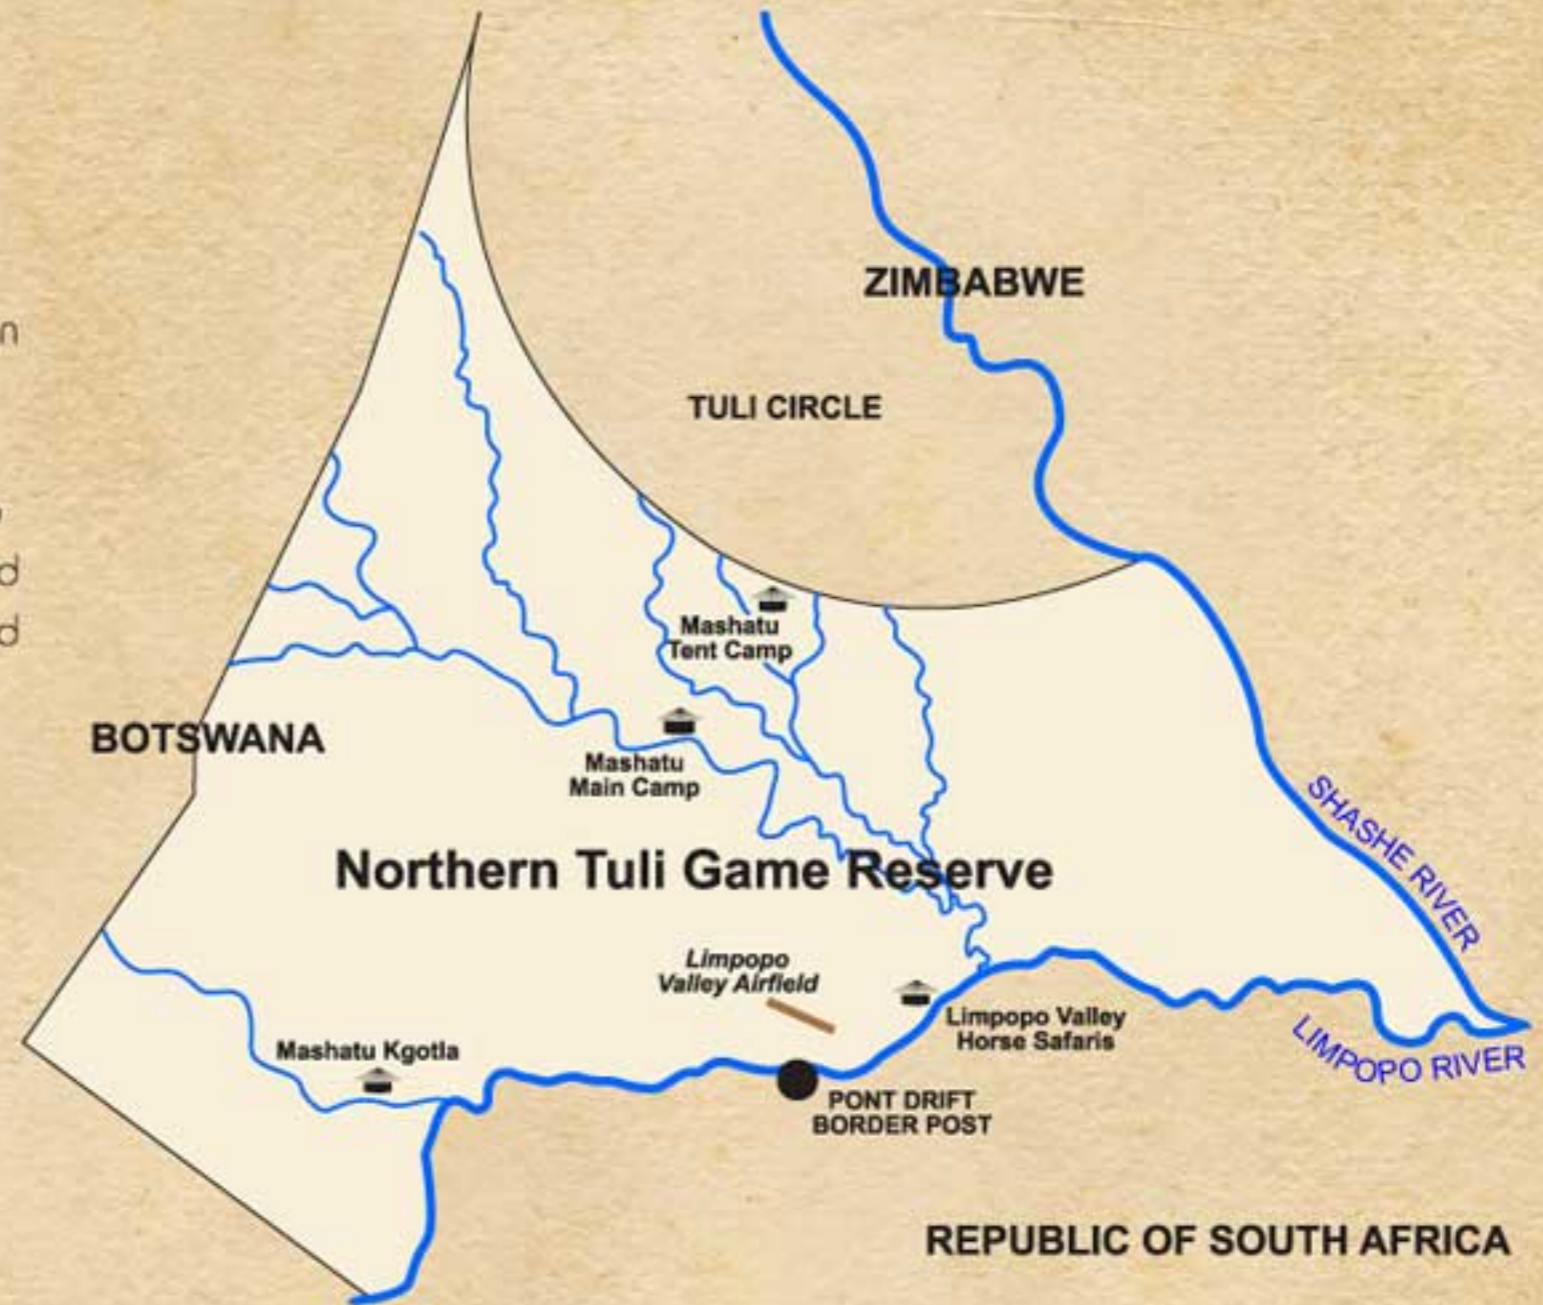 n
d
d
ZIMBABWE
TULI CIRCLE
Mashatu
Tent Camp
BOTSWANA
Mashatu
Main Camp
Northern Tuli Game Reserve
SHASHE RIVER
Limpopo
Valley Airfield
Limpopo Valley
Horse Safaris
LIMPOPO RIVER
Mashatu Kgotla
PONT DRIFT
BORDER POST
REPUBLIC OF SOUTH AFRICA